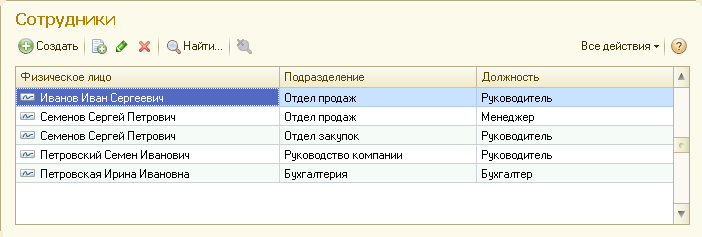 Сотрудники
Создать Найти... Все действия ?
Физическое лицо Подразделение Должность
Иванов Иван Сергеевич Отдел продаж Руководитель
Семенов Сергей Петрович Отдел продаж Менеджер
Семенов Сергей Петрович Отдел закупок Руководитель
Петровский Семен Иванович Руководство компании Руководитель
Петровская Ирина Ивановна Бухгалтерия Бухгалтер